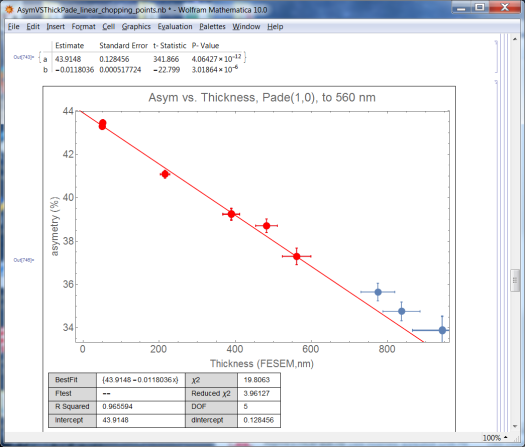 AsymVSThickPade_linear_chopping_points.nb * - Wolfram Mathematica 10.0
File Edit Insert Format Cell Graphics Evaluation Palettes Window Help
Estimate Standard Error t- Statistic P- Value
Out[743]= a 43.9148 0.128456 341.866 4.06427×10⁻¹²
b -0.0118036 0.000517724 -22.799 3.01864×10⁻⁶
Asym vs. Thickness, Pade(1,0), to 560 nm
44
42
40
38
36
34
asymetry (%)
Out[746]=
0 200 400 600 800
Thickness (FESEM,nm)
BestFit {43.9148-0.0118036x} χ2 19.8063
Ftest -- Reduced χ2 3.96127
R Squared 0.965594 DOF 5
Intercept 43.9148 dIntercept 0.128456
100%